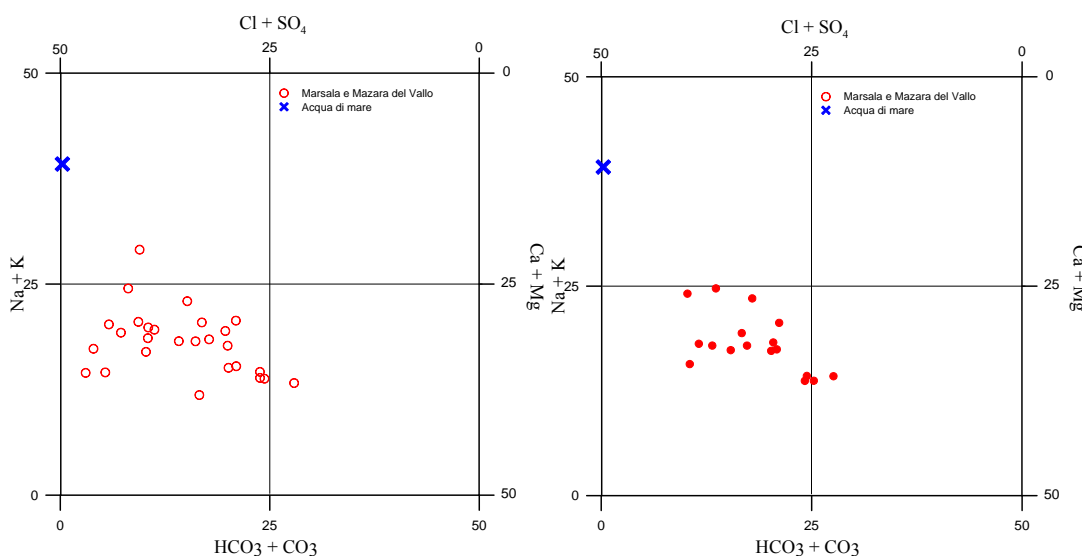 Cl + SO4
50 25 0
50 0
Marsala e Mazara del Vallo
Acqua di mare
Na + K
Ca + Mg
25 25
0 50
0 25 50
HCO3 + CO3
Cl + SO4
50 25 0
50 0
Marsala e Mazara del Vallo
Acqua di mare
Na + K
Ca + Mg
25 25
0 50
0 25 50
HCO3 + CO3